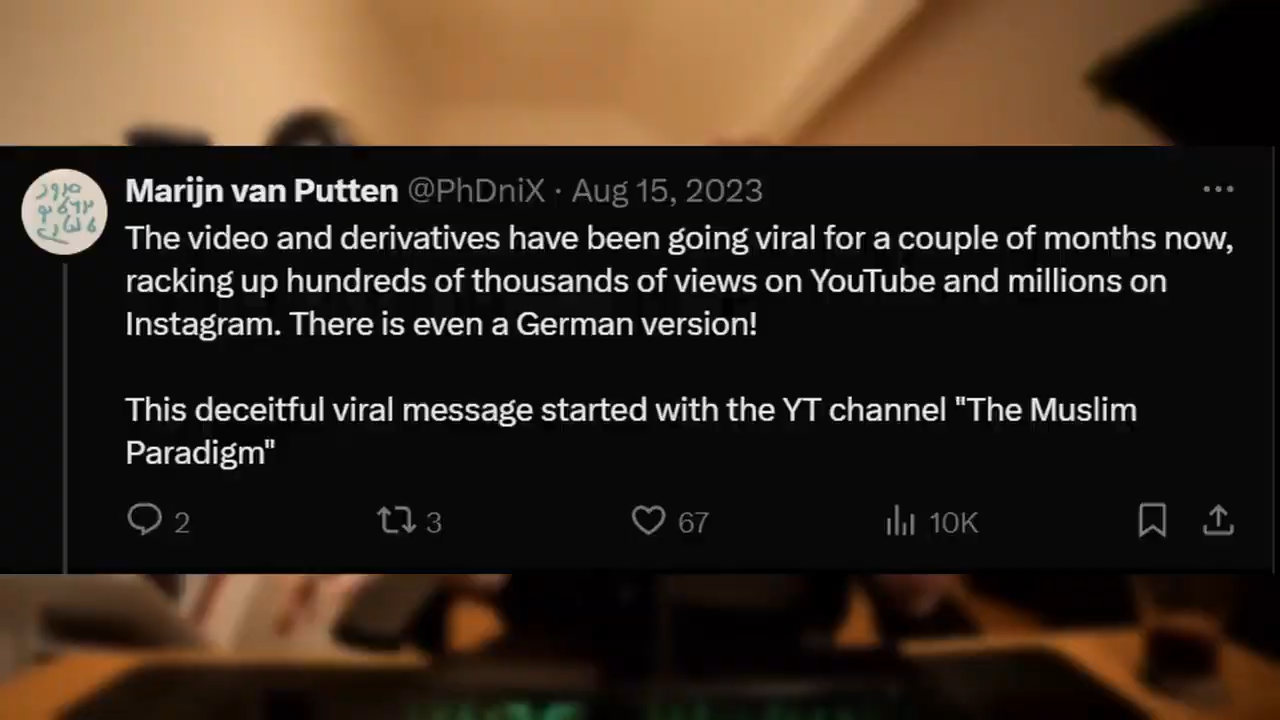 Marijn van Putten @PhDniX · Aug 15, 2023
The video and derivatives have been going viral for a couple of months now,
racking up hundreds of thousands of views on YouTube and millions on
Instagram. There is even a German version!
This deceitful viral message started with the YT channel "The Muslim
Paradigm"
2 3 67 10K